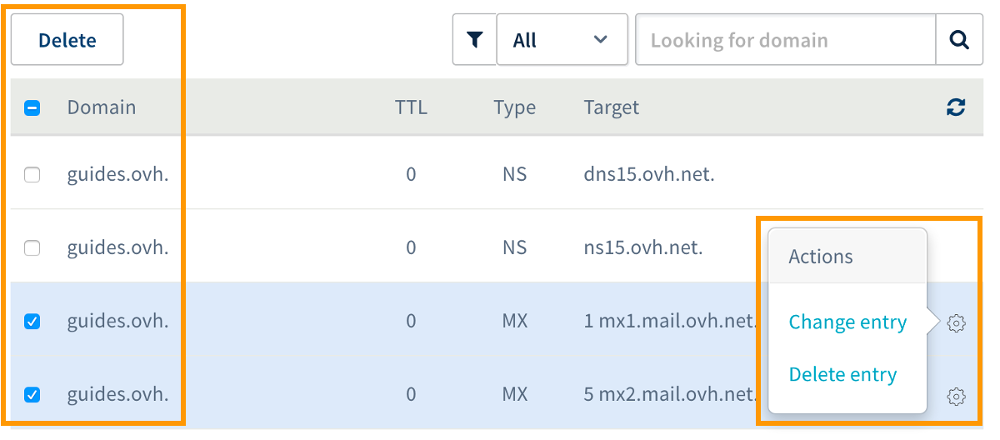 Delete All Looking for domain
Domain TTL Type Target
guides.ovh. 0 NS dns15.ovh.net.
guides.ovh. 0 NS ns15.ovh.net.
Actions
guides.ovh. 0 MX 1 mx1.mail.ovh.net. Change entry
Delete entry
guides.ovh. 0 MX 5 mx2.mail.ovh.net.